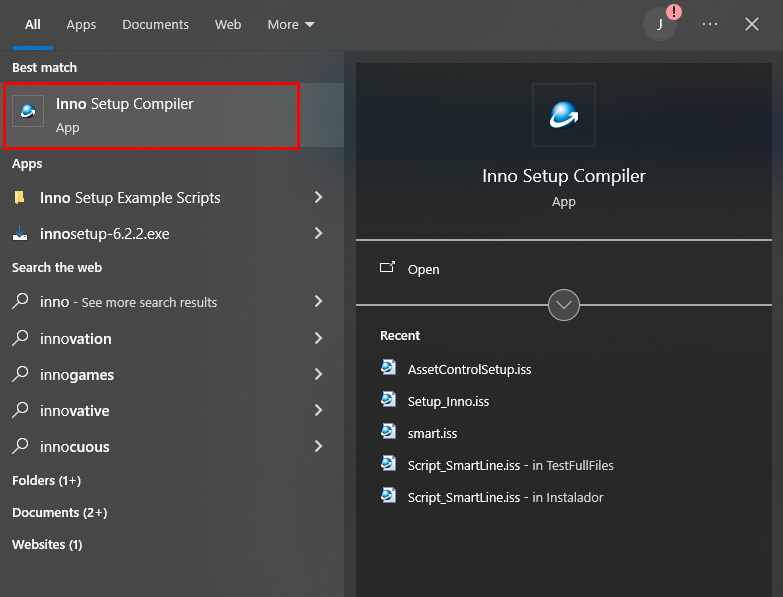 All Apps Documents Web More J ! ...
Best match
Inno Setup Compiler
App
Apps
Inno Setup Example Scripts
innosetup-6.2.2.exe
Search the web
inno - See more search results
innovation
innogames
innovative
innocuous
Folders (1+)
Documents (2+)
Websites (1)
Inno Setup Compiler
App
Open
Recent
AssetControlSetup.iss
Setup_Inno.iss
smart.iss
Script_SmartLine.iss - in TestFullFiles
Script_SmartLine.iss - in Instalador